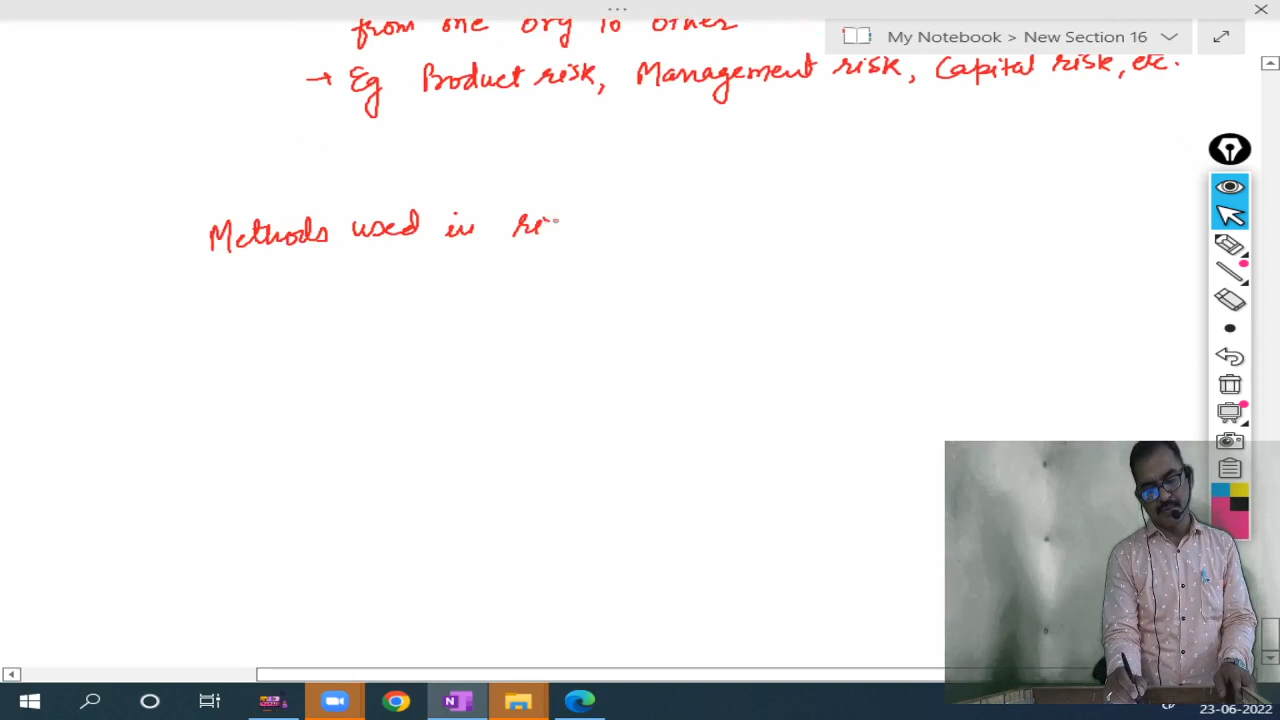 from one org to other
My Notebook > New Section 16
→ Eg Product risk, Management risk, Capital risk, etc.
Methods used in ri
23-06-2022